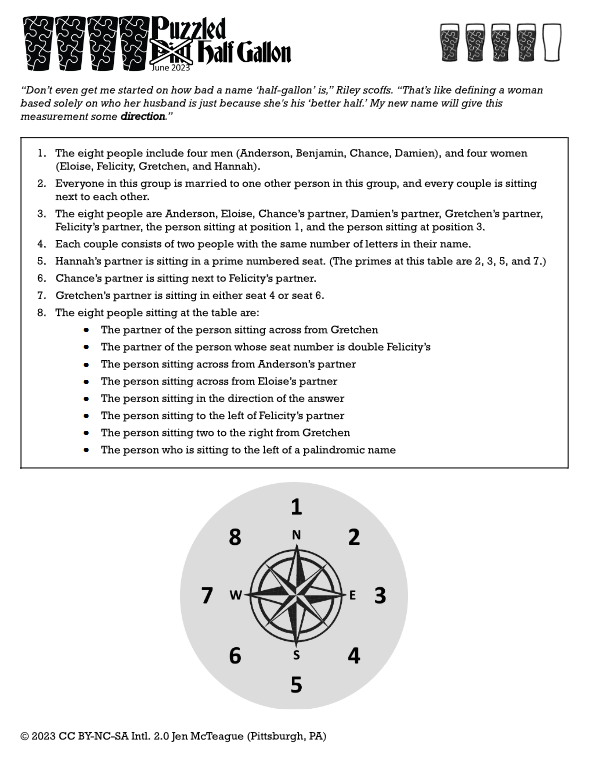 Puzzled
Pint Half Gallon
June 2023
“Don’t even get me started on how bad a name ‘half-gallon’ is,” Riley scoffs. “That’s like defining a woman
based solely on who her husband is just because she’s his ‘better half.’ My new name will give this
measurement some direction.”
1. The eight people include four men (Anderson, Benjamin, Chance, Damien), and four women
(Eloise, Felicity, Gretchen, and Hannah).
2. Everyone in this group is married to one other person in this group, and every couple is sitting
next to each other.
3. The eight people are Anderson, Eloise, Chance’s partner, Damien’s partner, Gretchen’s partner,
Felicity’s partner, the person sitting at position 1, and the person sitting at position 3.
4. Each couple consists of two people with the same number of letters in their name.
5. Hannah’s partner is sitting in a prime numbered seat. (The primes at this table are 2, 3, 5, and 7.)
6. Chance’s partner is sitting next to Felicity’s partner.
7. Gretchen’s partner is sitting in either seat 4 or seat 6.
8. The eight people sitting at the table are:
• The partner of the person sitting across from Gretchen
• The partner of the person whose seat number is double Felicity’s
• The person sitting across from Anderson’s partner
• The person sitting across from Eloise’s partner
• The person sitting in the direction of the answer
• The person sitting to the left of Felicity’s partner
• The person sitting two to the right from Gretchen
• The person who is sitting to the left of a palindromic name
1
8
N
2
7
W
E
3
6
S
4
5
© 2023 CC BY-NC-SA Intl. 2.0 Jen McTeague (Pittsburgh, PA)